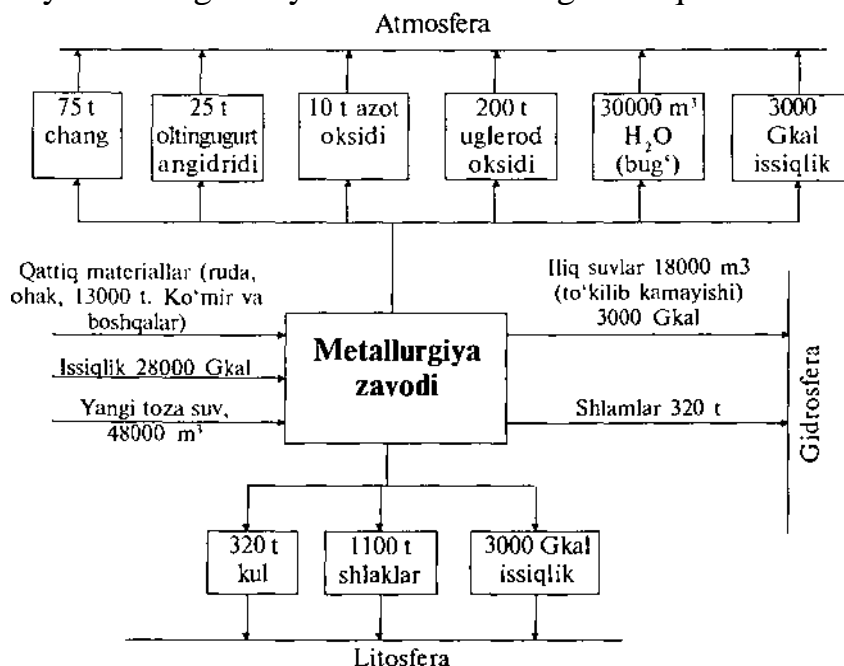 Atmosfera
75 t
chang
25 t
oltingugurt
angidridi
10 t azot
oksidi
200 t
uglerod
oksidi
30000 m³
H₂O
(bug‘)
3000
Gkal
issiqlik
Qattiq materiallar (ruda,
ohak, 13000 t. Ko‘mir va
boshqalar)
Issiqlik 28000 Gkal
Yangi toza suv,
48000 m³
Metallurgiya
zavodi
Iliq suvlar 18000 m3
(to‘kilib kamayishi)
3000 Gkal
Shlamlar 320 t
Gidrosfera
320 t
kul
1100 t
shlaklar
3000 Gkal
issiqlik
Litosfera